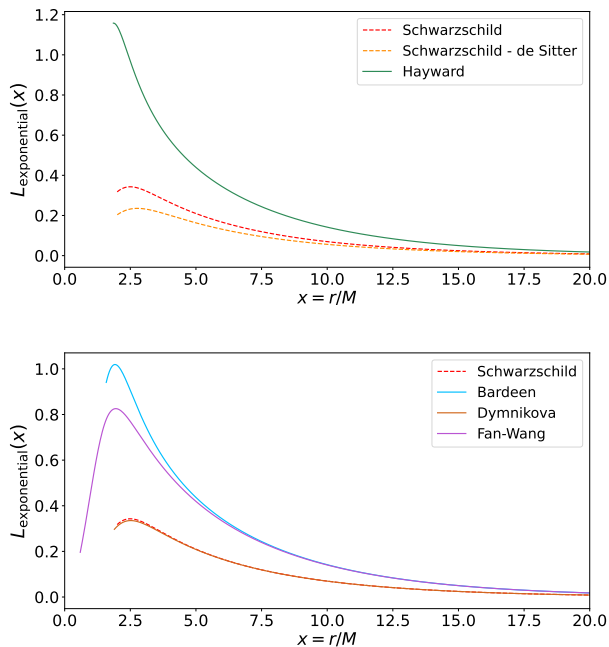 1.2
1.0
0.8
0.6
0.4
0.2
0.0
L_exponential(x)
Schwarzschild
Schwarzschild - de Sitter
Hayward
0.0 2.5 5.0 7.5 10.0 12.5 15.0 17.5 20.0
x = r/M
1.0
0.8
0.6
0.4
0.2
0.0
L_exponential(x)
Schwarzschild
Bardeen
Dymnikova
Fan-Wang
0.0 2.5 5.0 7.5 10.0 12.5 15.0 17.5 20.0
x = r/M